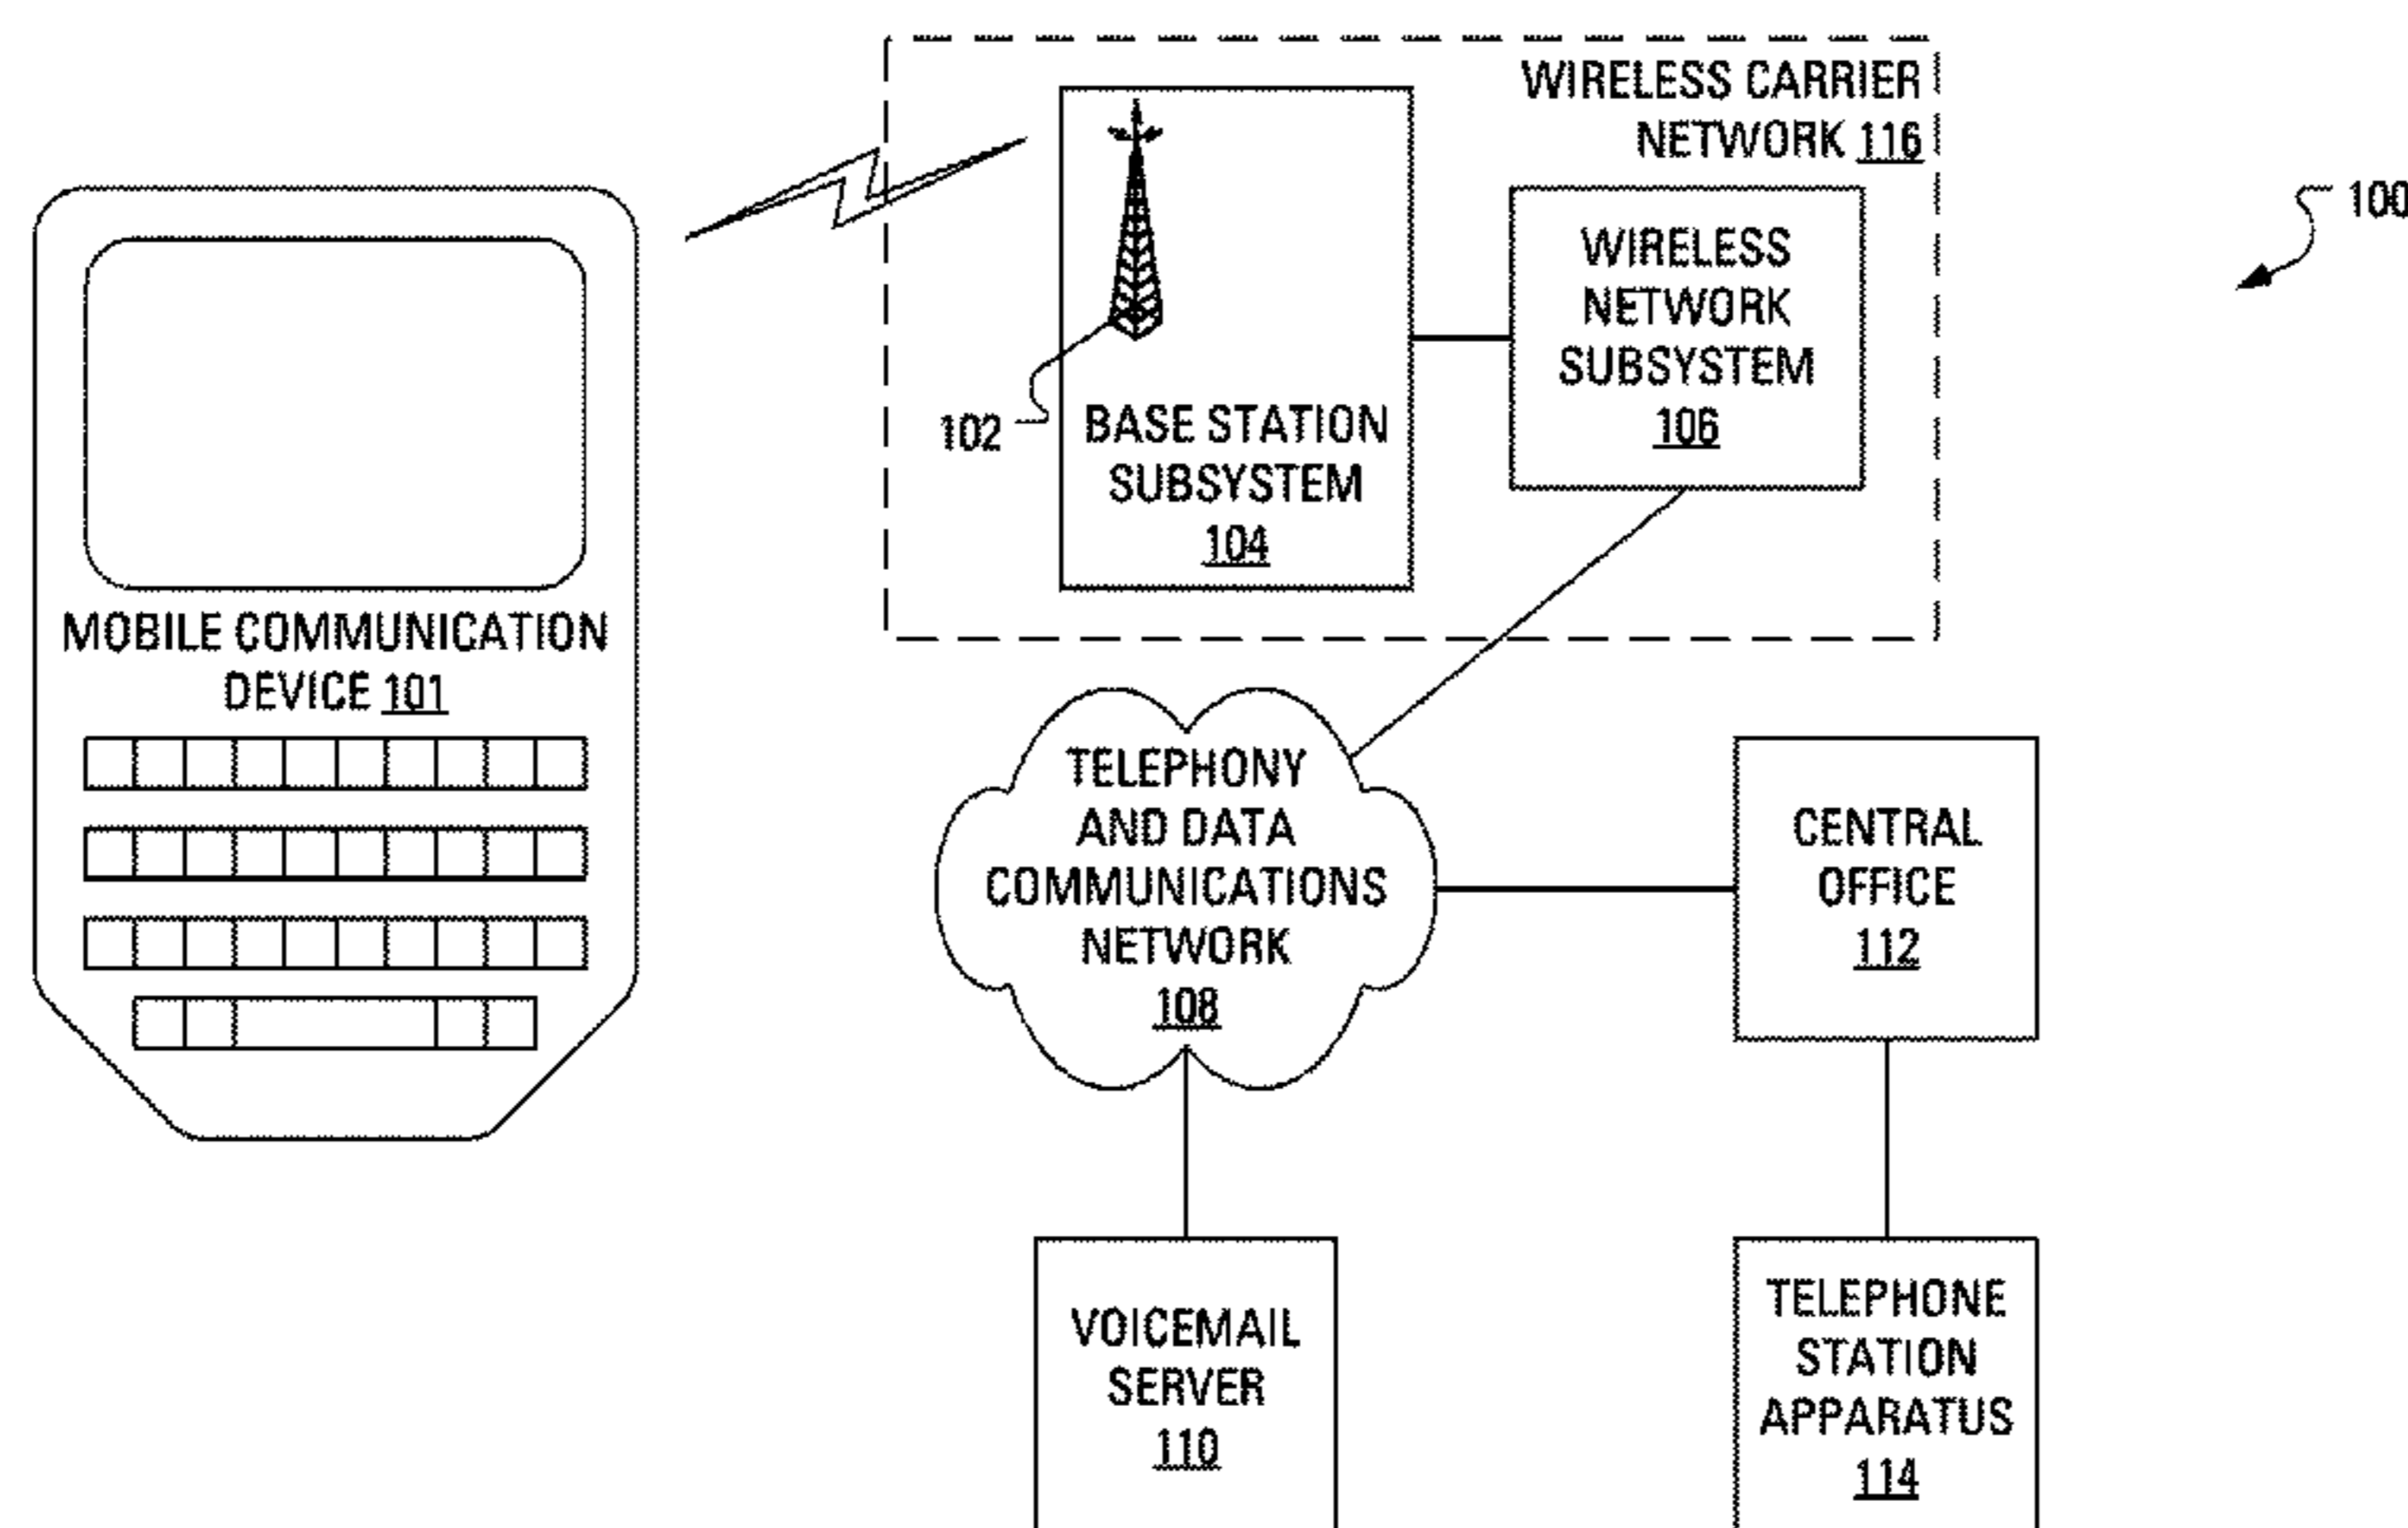 WIRELESS CARRIER
NETWORK 116
100
WIRELESS
NETWORK
SUBSYSTEM
106
102
BASE STATION
SUBSYSTEM
104
MOBILE COMMUNICATION
DEVICE 101
TELEPHONY
AND DATA
COMMUNICATIONS
NETWORK
108
CENTRAL
OFFICE
112
VOICEMAIL
SERVER
110
TELEPHONE
STATION
APPARATUS
114